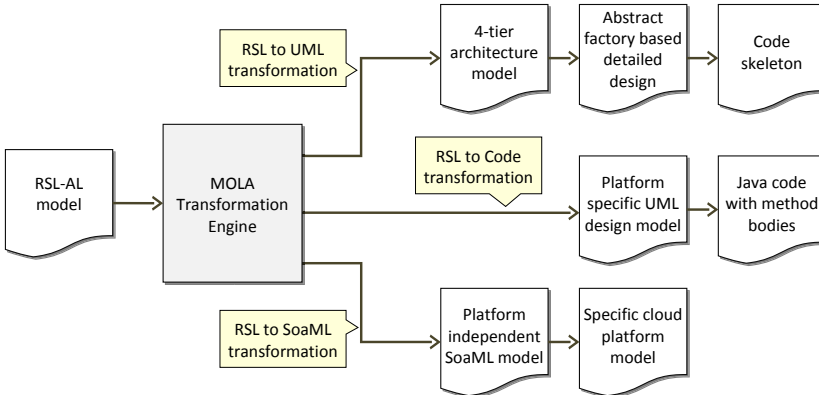 RSL to UML
transformation
4-tier
architecture
model
Abstract
factory based
detailed
design
Code
skeleton
RSL-AL
model
MOLA
Transformation
Engine
RSL to Code
transformation
Platform
specific UML
design model
Java code
with method
bodies
RSL to SoaML
transformation
Platform
independent
SoaML model
Specific cloud
platform
model